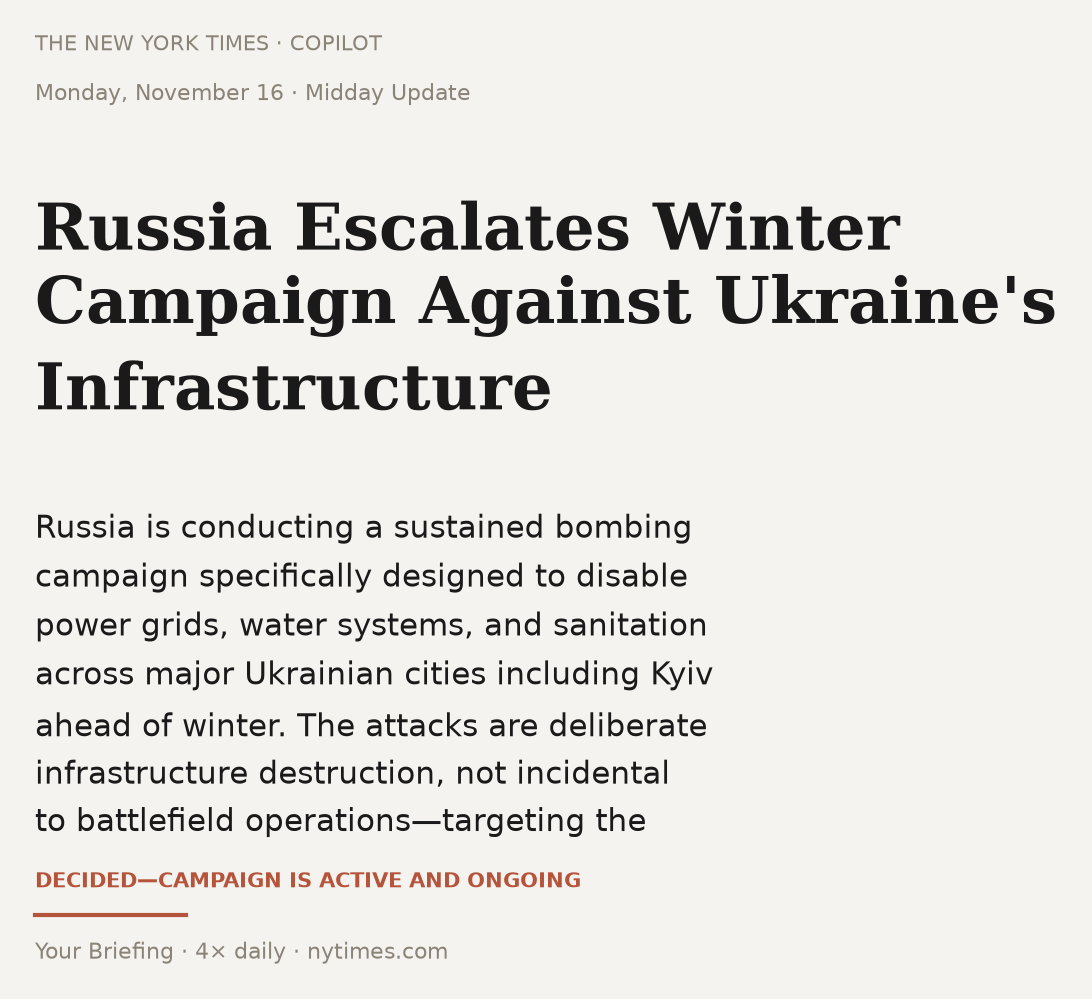 THE NEW YORK TIMES · COPILOT
Monday, November 16 · Midday Update
Russia Escalates Winter
Campaign Against Ukraine's
Infrastructure
Russia is conducting a sustained bombing
campaign specifically designed to disable
power grids, water systems, and sanitation
across major Ukrainian cities including Kyiv
ahead of winter. The attacks are deliberate
infrastructure destruction, not incidental
to battlefield operations—targeting the
DECIDED—CAMPAIGN IS ACTIVE AND ONGOING
Your Briefing · 4× daily · nytimes.com